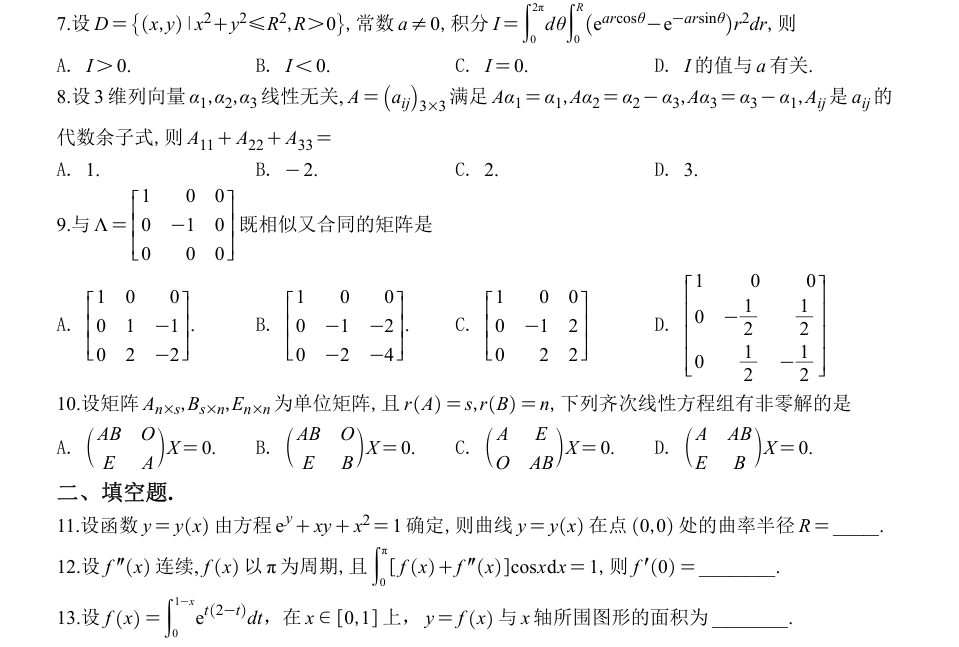 7.设 D＝{(x,y) | x²＋y²⩽R²,R＞0}, 常数 a≠0, 积分 I＝∫₀^{2π}dθ∫₀^{R}(e^{arcosθ}－e^{－arsinθ})r²dr, 则
A. I＞0. B. I＜0. C. I＝0. D. I的值与a有关.
8.设3维列向量α₁,α₂,α₃线性无关, A＝(a_{ij})_{3×3}满足Aα₁＝α₁,Aα₂＝α₂－α₃,Aα₃＝α₃－α₁,A_{ij}是a_{ij}的
代数余子式, 则A₁₁＋A₂₂＋A₃₃＝
A. 1. B. －2. C. 2. D. 3.
9.与Λ＝[1 0 0; 0 －1 0; 0 0 0]既相似又合同的矩阵是
A. [1 0 0; 0 1 －1; 0 2 －2]. B. [1 0 0; 0 －1 －2; 0 －2 －4]. C. [1 0 0; 0 －1 2; 0 2 2] D. [1 0 0; 0 －1/2 1/2; 0 1/2 －1/2]
10.设矩阵A_{n×s},B_{s×n},E_{n×n}为单位矩阵, 且r(A)＝s,r(B)＝n, 下列齐次线性方程组有非零解的是
A. (AB O; E A)X＝0. B. (AB O; E B)X＝0. C. (A E; O AB)X＝0. D. (A AB; E B)X＝0.
二、填空题.
11.设函数y＝y(x)由方程e^y＋xy＋x²＝1确定, 则曲线y＝y(x)在点(0,0)处的曲率半径R＝_____.
12.设f″(x)连续, f(x)以π为周期, 且∫₀^{π}[f(x)＋f″(x)]cosxdx＝1, 则f′(0)＝________.
13.设f(x)＝∫₀^{1－x}e^{t(2－t)}dt，在x∈[0,1]上，y＝f(x)与x轴所围图形的面积为________.